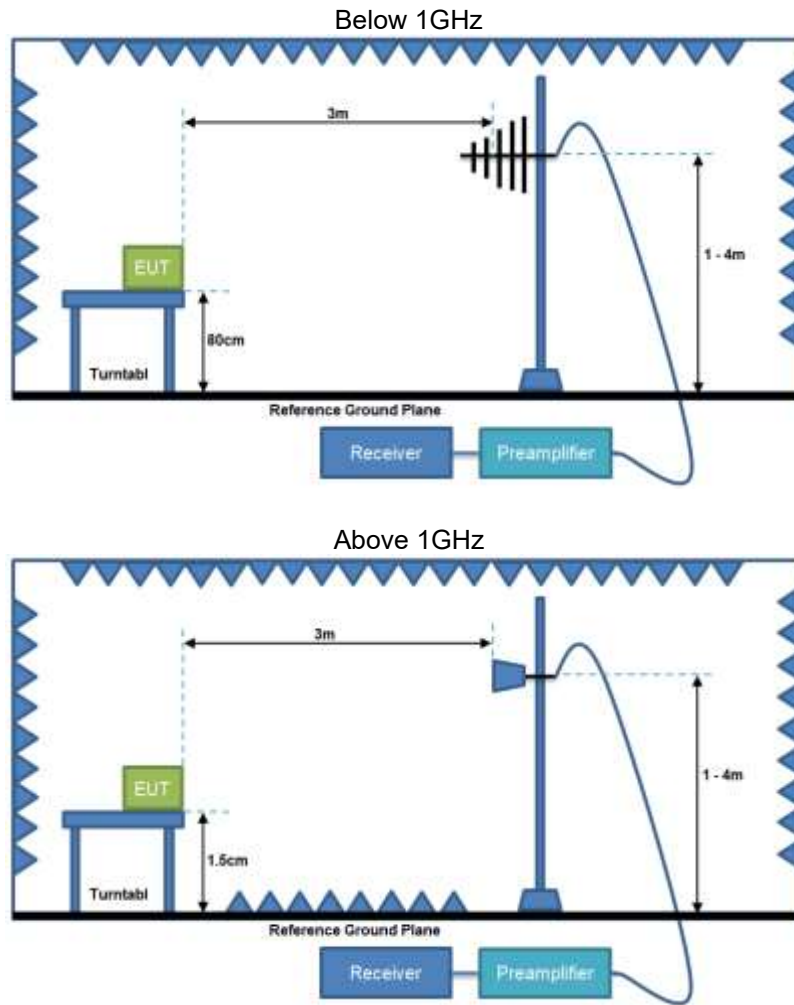 Below 1GHz
3m
EUT
1 - 4m
80cm
Turntabl
Reference Ground Plane
Receiver
Preamplifier
Above 1GHz
3m
EUT
1 - 4m
1.5cm
Turntabl
Reference Ground Plane
Receiver
Preamplifier